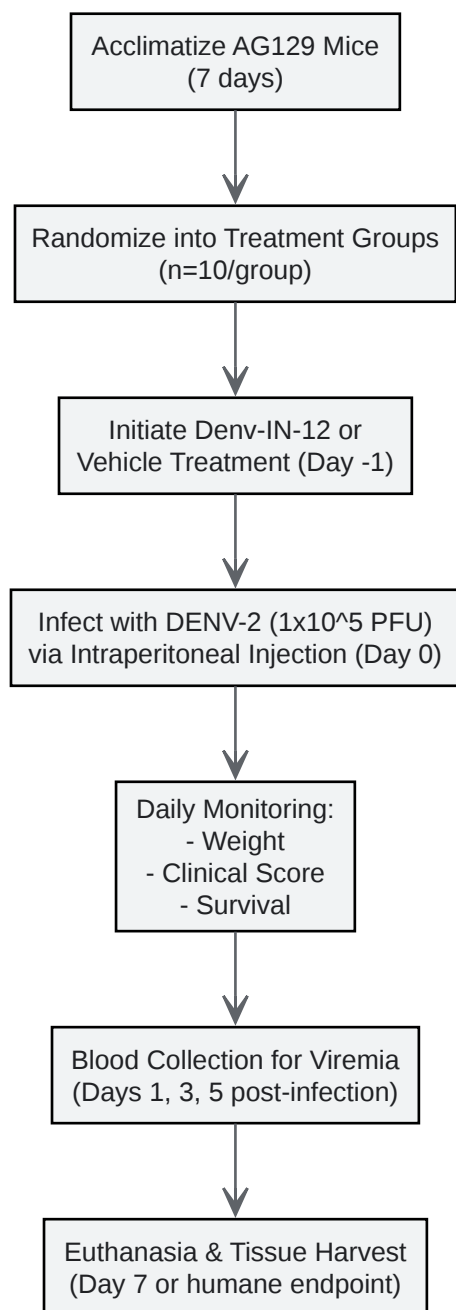 Acclimatize AG129 Mice
(7 days)
Randomize into Treatment Groups
(n=10/group)
Initiate Denv-IN-12 or
Vehicle Treatment (Day -1)
Infect with DENV-2 (1x10^5 PFU)
via Intraperitoneal Injection (Day 0)
Daily Monitoring:
- Weight
- Clinical Score
- Survival
Blood Collection for Viremia
(Days 1, 3, 5 post-infection)
Euthanasia & Tissue Harvest
(Day 7 or humane endpoint)